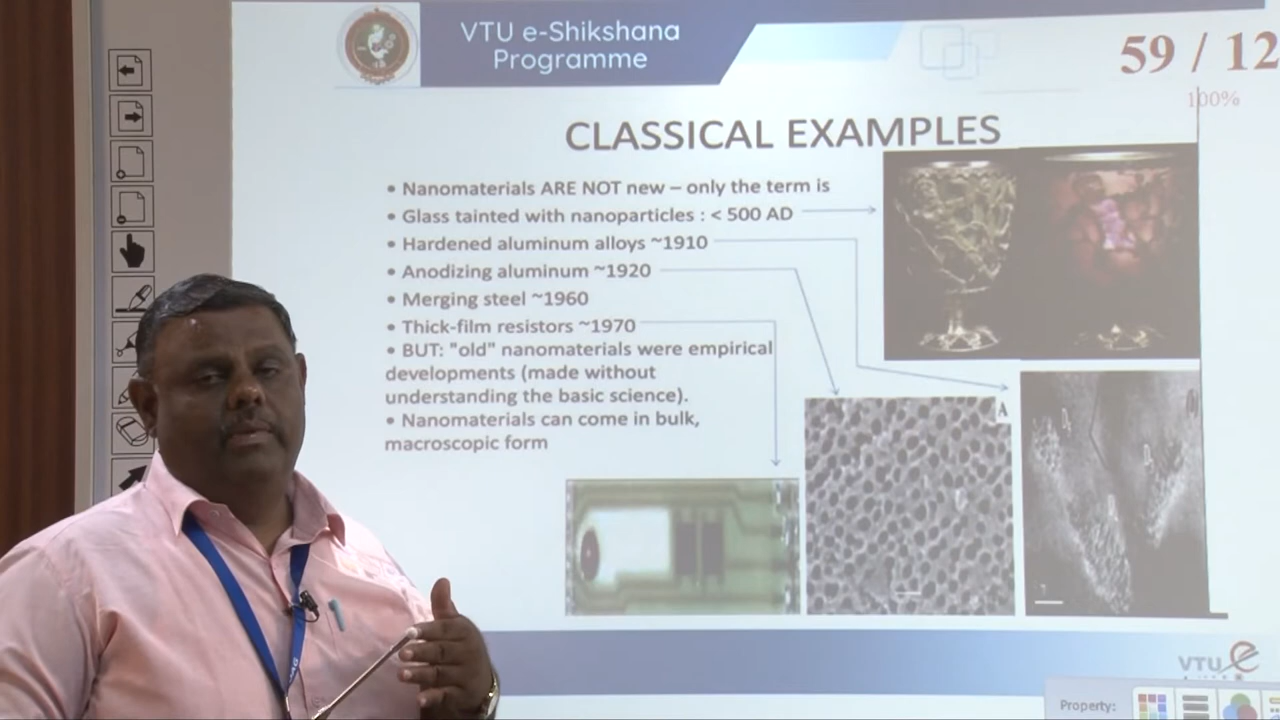 VTU e-Shikshana
Programme
59 / 12
100%
CLASSICAL EXAMPLES
• Nanomaterials ARE NOT new – only the term is
• Glass tainted with nanoparticles : < 500 AD
• Hardened aluminum alloys ~1910
• Anodizing aluminum ~1920
• Merging steel ~1960
• Thick-film resistors ~1970
• BUT: "old" nanomaterials were empirical
developments (made without
understanding the basic science).
• Nanomaterials can come in bulk,
macroscopic form
A
VTU e
Property: